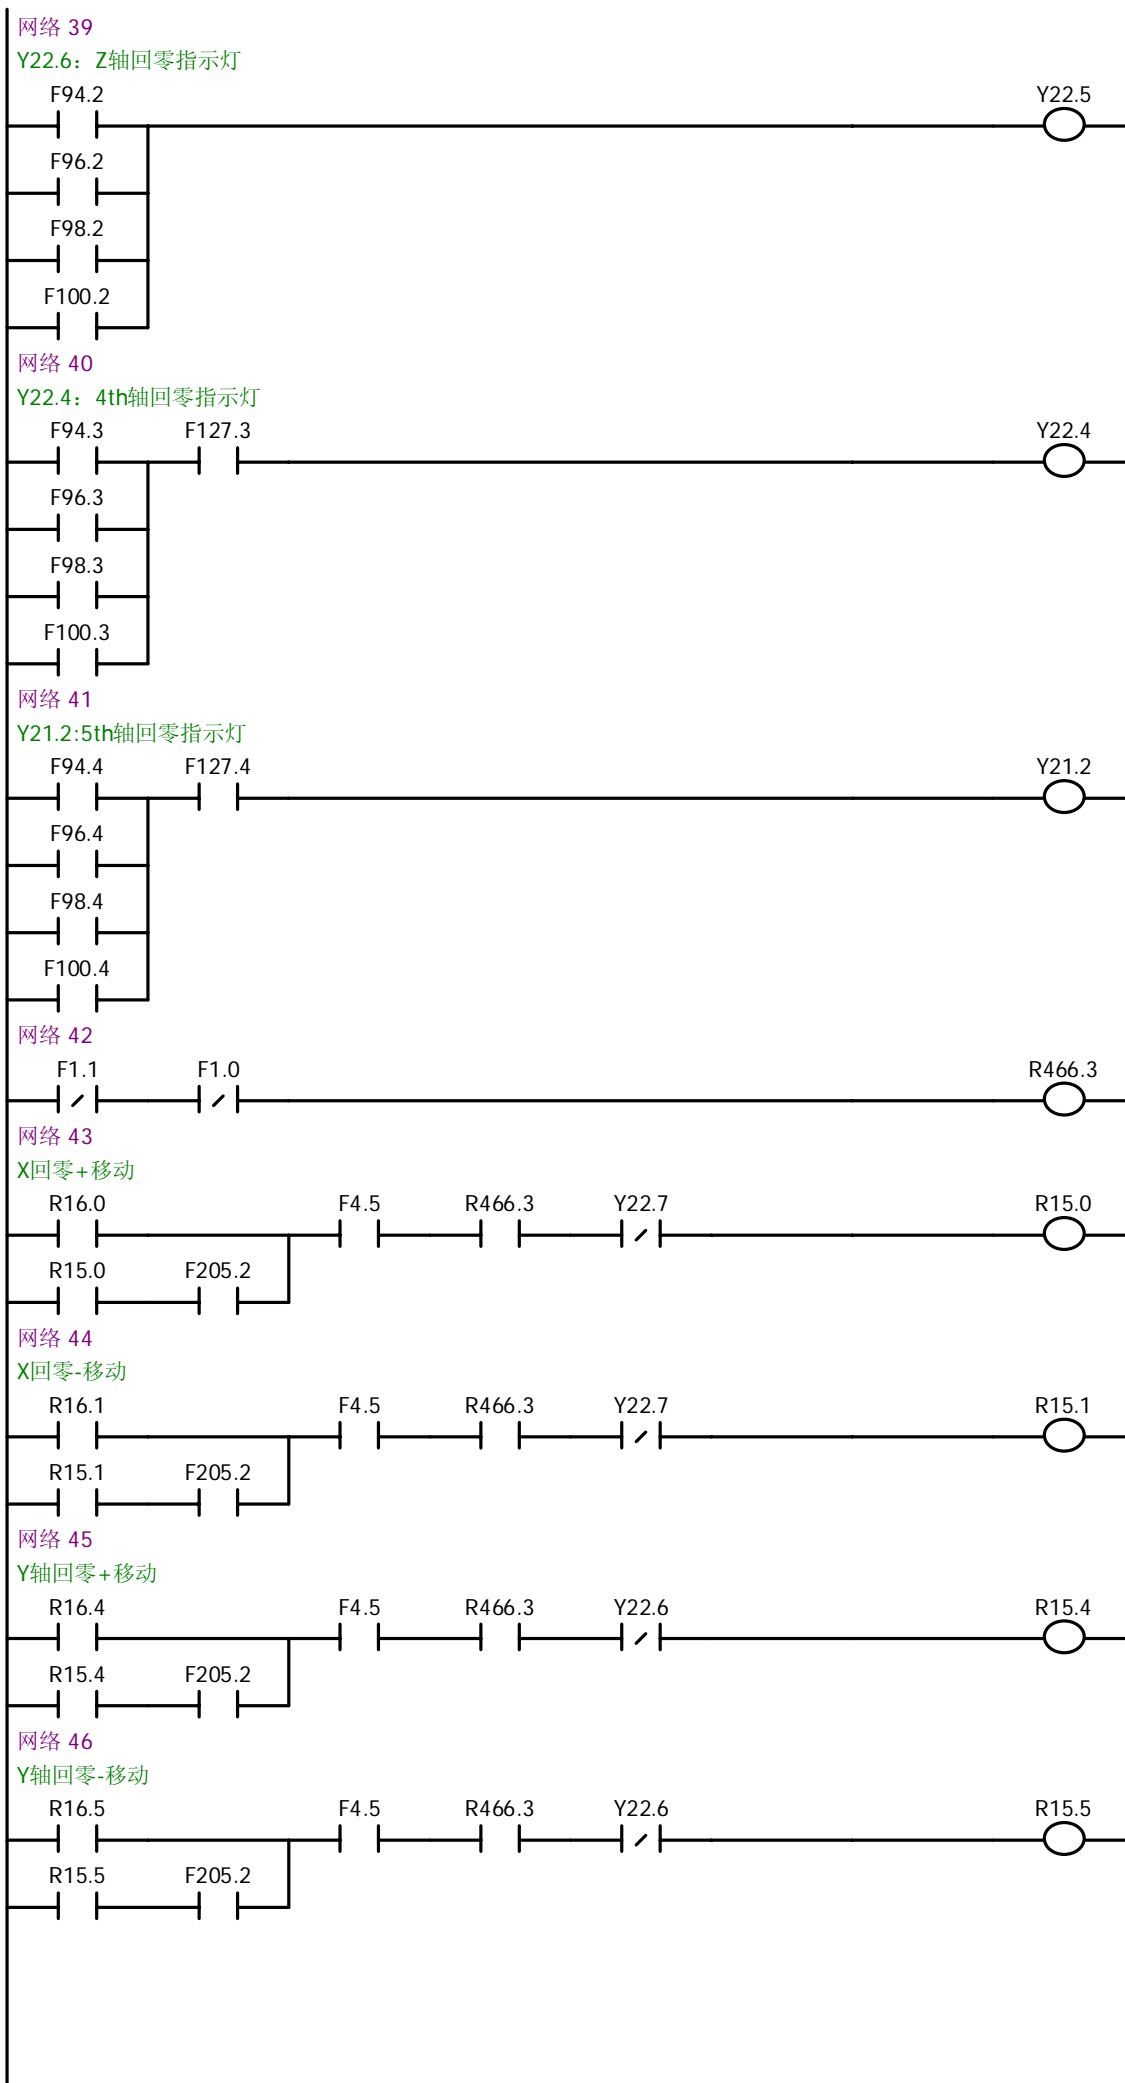 网络 39
Y22.6：Z轴回零指示灯
F94.2 Y22.5
F96.2
F98.2
F100.2
网络 40
Y22.4：4th轴回零指示灯
F94.3 F127.3 Y22.4
F96.3
F98.3
F100.3
网络 41
Y21.2:5th轴回零指示灯
F94.4 F127.4 Y21.2
F96.4
F98.4
F100.4
网络 42
F1.1 F1.0 R466.3
网络 43
X回零+移动
R16.0 F4.5 R466.3 Y22.7 R15.0
R15.0 F205.2
网络 44
X回零-移动
R16.1 F4.5 R466.3 Y22.7 R15.1
R15.1 F205.2
网络 45
Y轴回零+移动
R16.4 F4.5 R466.3 Y22.6 R15.4
R15.4 F205.2
网络 46
Y轴回零-移动
R16.5 F4.5 R466.3 Y22.6 R15.5
R15.5 F205.2